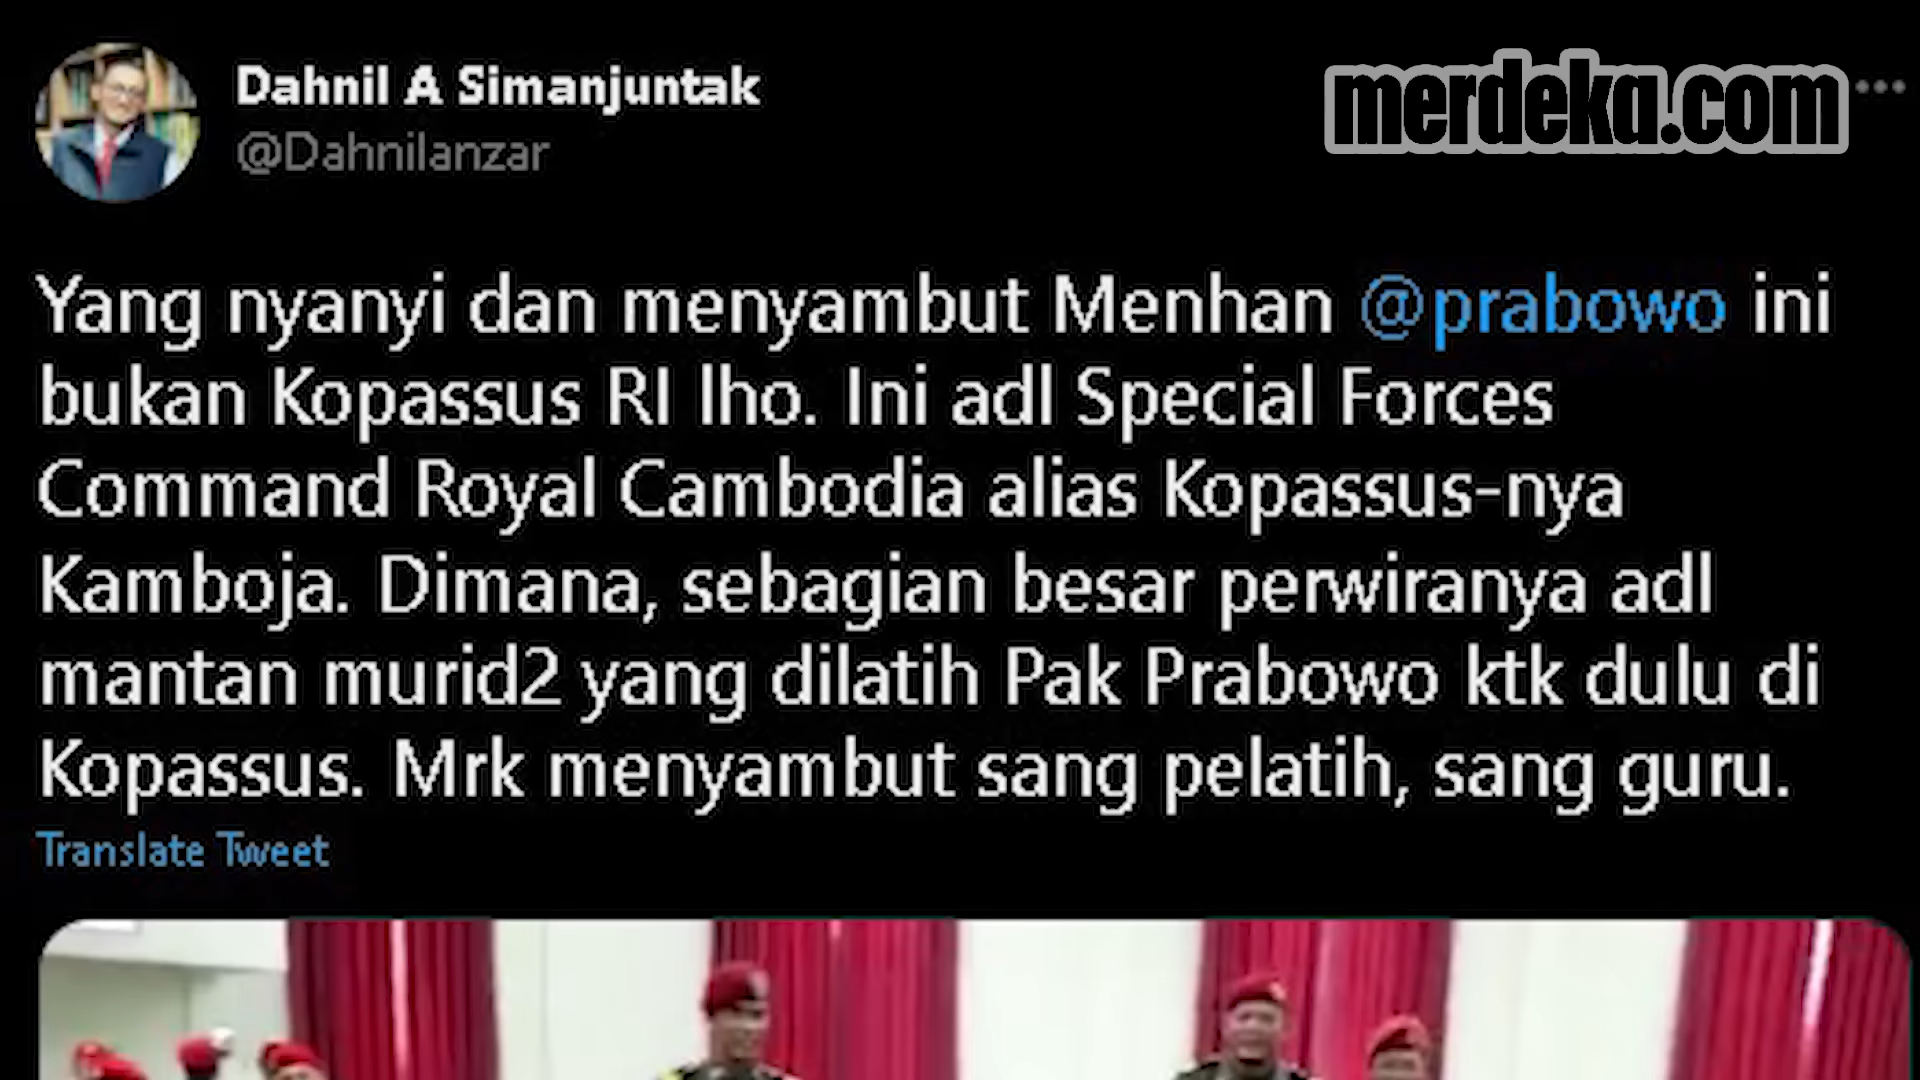 Dahnil A Simanjuntak
merdeka.com
@Dahnilanzar
Yang nyanyi dan menyambut Menhan @prabowo ini
bukan Kopassus RI lho. Ini adl Special Forces
Command Royal Cambodia alias Kopassus-nya
Kamboja. Dimana, sebagian besar perwiranya adl
mantan murid2 yang dilatih Pak Prabowo ktk dulu di
Kopassus. Mrk menyambut sang pelatih, sang guru.
Translate Tweet